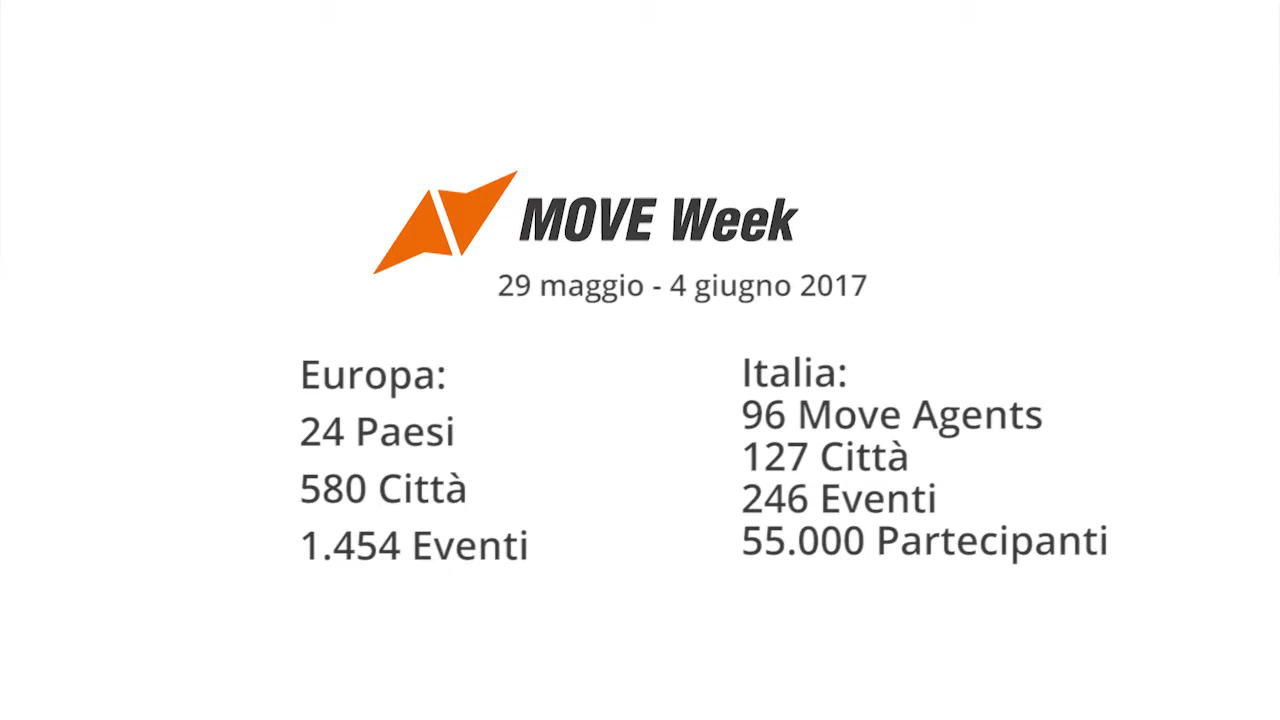 MOVE Week
29 maggio - 4 giugno 2017
Europa:
24 Paesi
580 Città
1.454 Eventi
Italia:
96 Move Agents
127 Città
246 Eventi
55.000 Partecipanti